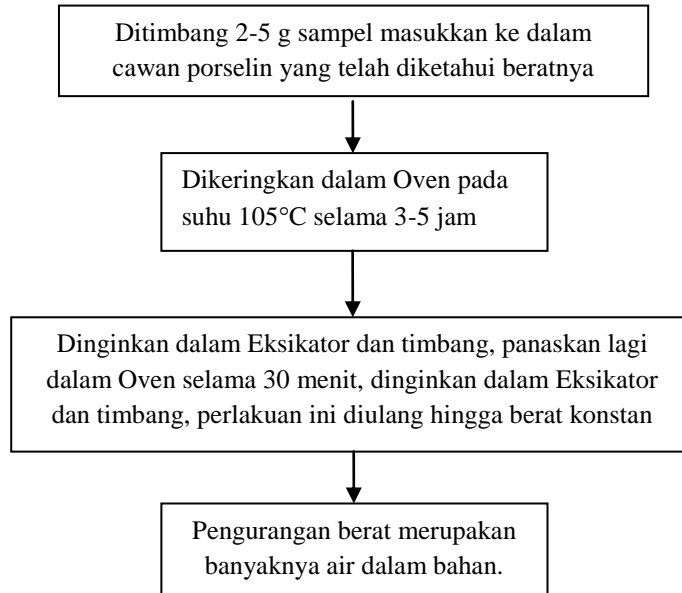 Ditimbang 2-5 g sampel masukkan ke dalam
cawan porselin yang telah diketahui beratnya
Dikeringkan dalam Oven pada
suhu 105°C selama 3-5 jam
Dinginkan dalam Eksikator dan timbang, panaskan lagi
dalam Oven selama 30 menit, dinginkan dalam Eksikator
dan timbang, perlakuan ini diulang hingga berat konstan
Pengurangan berat merupakan
banyaknya air dalam bahan.